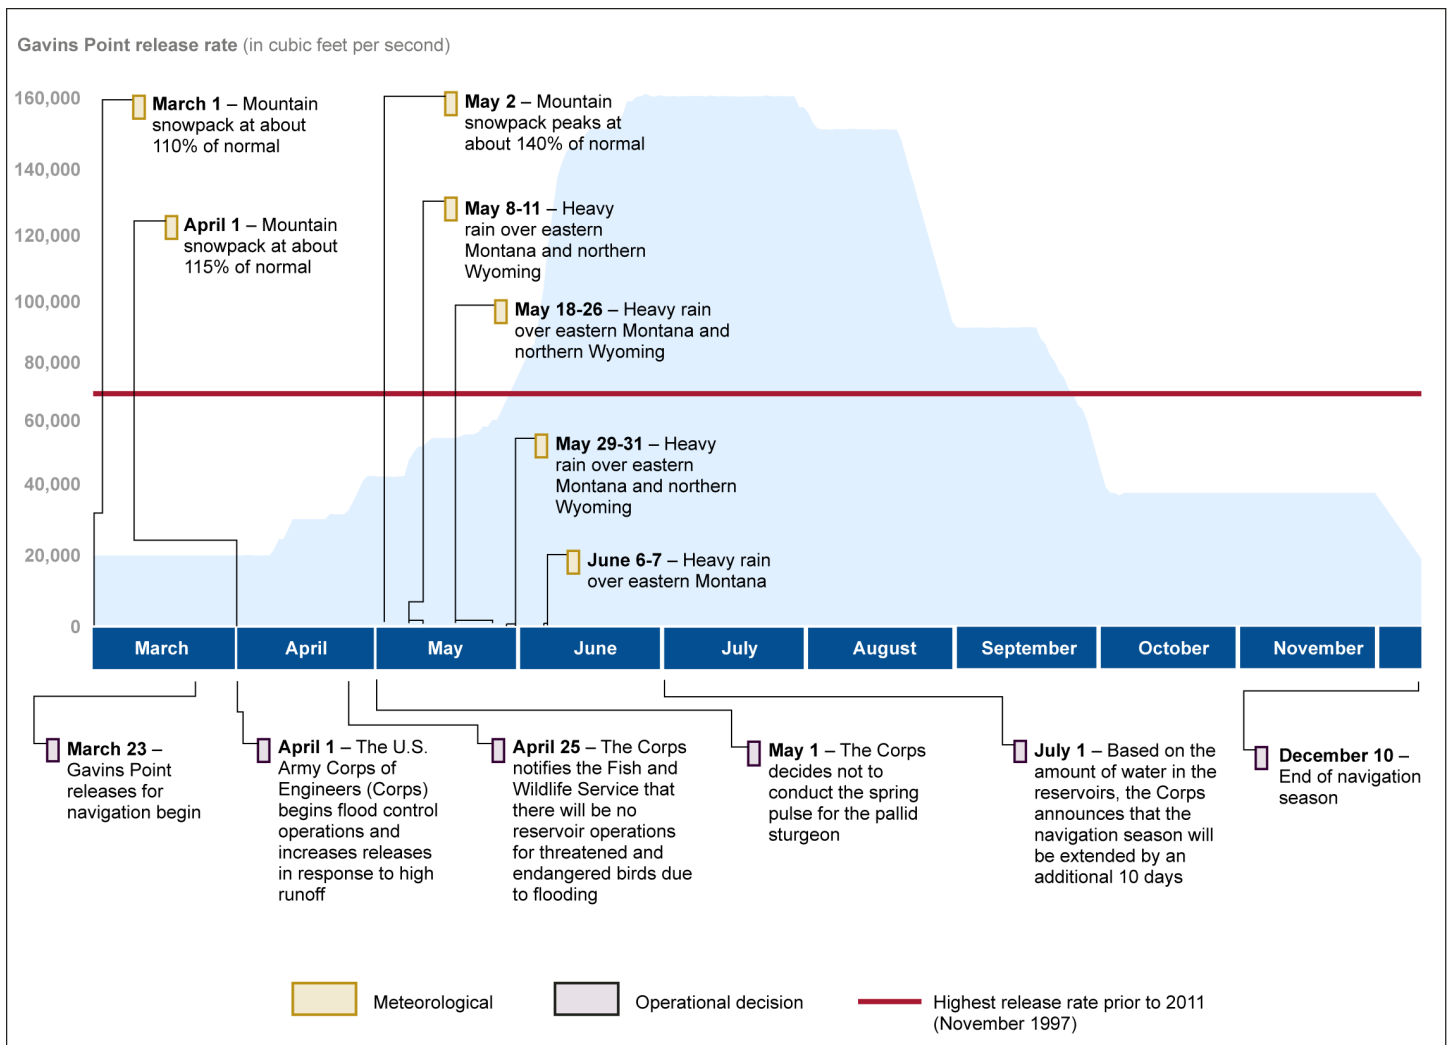 Gavins Point release rate (in cubic feet per second)
160,000
140,000
120,000
100,000
80,000
60,000
40,000
20,000
0
March 1 – Mountain
snowpack at about
110% of normal
April 1 – Mountain
snowpack at about
115% of normal
May 2 – Mountain
snowpack peaks at
about 140% of normal
May 8-11 – Heavy
rain over eastern
Montana and northern
Wyoming
May 18-26 – Heavy rain
over eastern Montana and
northern Wyoming
May 29-31 – Heavy
rain over eastern
Montana and northern
Wyoming
June 6-7 – Heavy rain
over eastern Montana
March
April
May
June
July
August
September
October
November
March 23 –
Gavins Point
releases for
navigation begin
April 1 – The U.S.
Army Corps of
Engineers (Corps)
begins flood control
operations and
increases releases
in response to high
runoff
April 25 – The Corps
notifies the Fish and
Wildlife Service that
there will be no
reservoir operations
for threatened and
endangered birds due
to flooding
May 1 – The Corps
decides not to
conduct the spring
pulse for the pallid
sturgeon
July 1 – Based on the
amount of water in the
reservoirs, the Corps
announces that the
navigation season will
be extended by an
additional 10 days
December 10 –
End of navigation
season
Meteorological
Operational decision
Highest release rate prior to 2011
(November 1997)